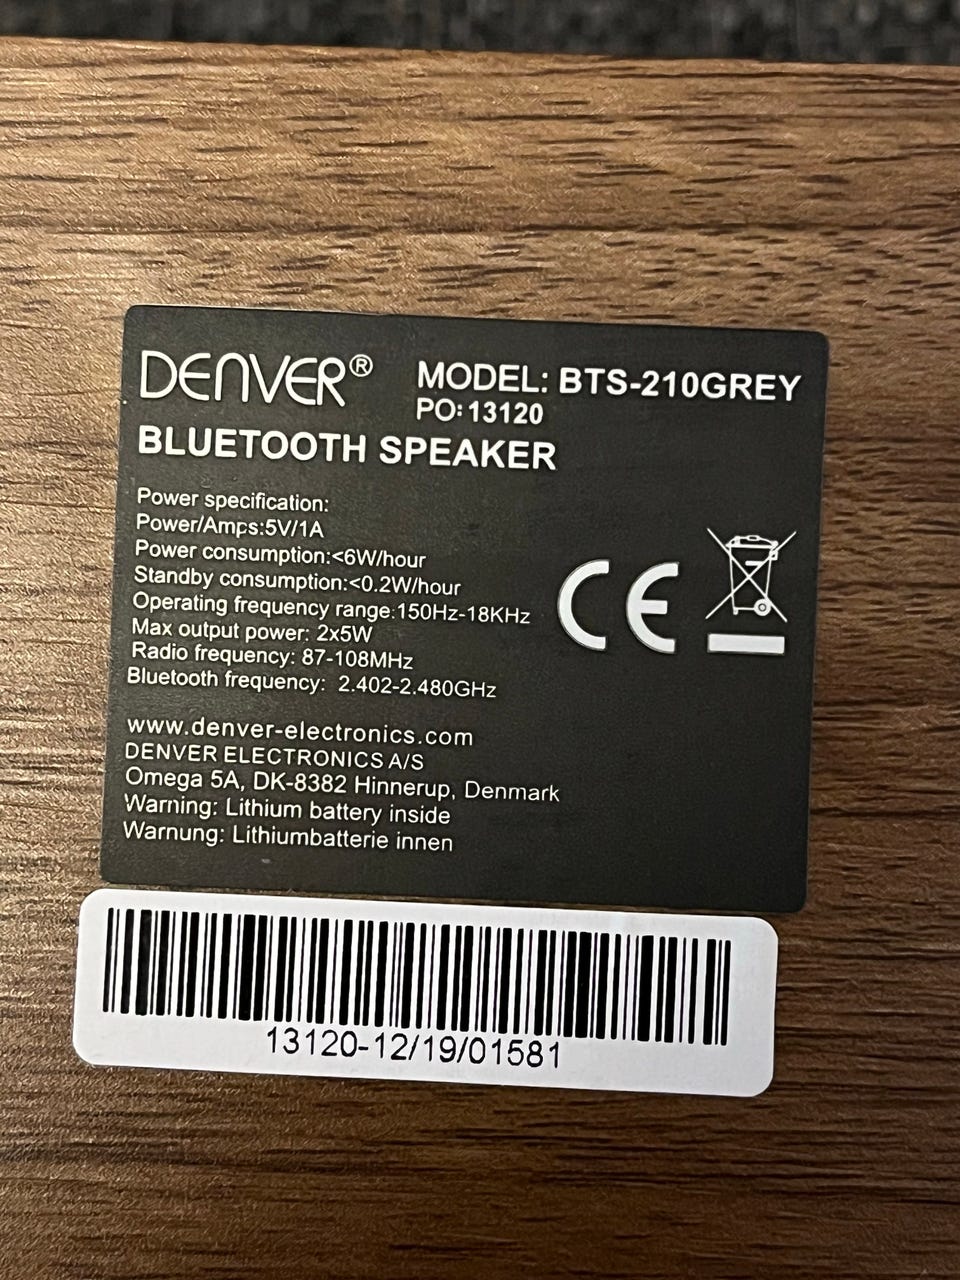 DENVER® MODEL: BTS-210GREY
PO:13120
BLUETOOTH SPEAKER
Power specification:
Power/Amps:5V/1A
Power consumption:<6W/hour
Standby consumption:<0.2W/hour
Operating frequency range:150Hz-18KHz
Max output power: 2x5W
Radio frequency: 87-108MHz
Bluetooth frequency: 2.402-2.480GHz
CE
www.denver-electronics.com
DENVER ELECTRONICS A/S
Omega 5A, DK-8382 Hinnerup, Denmark
Warning: Lithium battery inside
Warnung: Lithiumbatterie innen
13120-12/19/01581